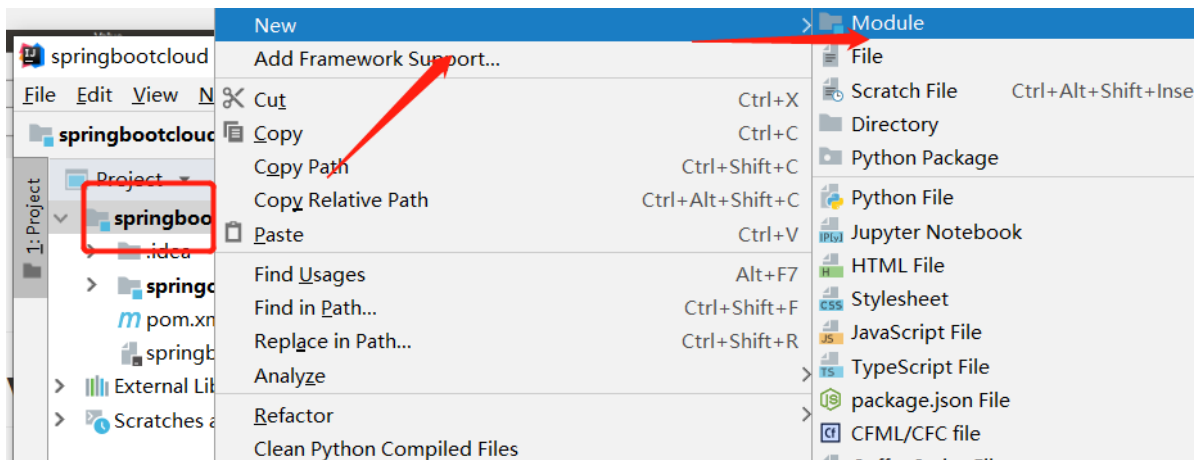 springbootcloud
File Edit View N
springbootcloud
1: Project
Project
springboo
.idea
springc
pom.xm
springb
External Lib
Scratches a
New
Add Framework Support...
Cut Ctrl+X
Copy Ctrl+C
Copy Path Ctrl+Shift+C
Copy Relative Path Ctrl+Alt+Shift+C
Paste Ctrl+V
Find Usages Alt+F7
Find in Path... Ctrl+Shift+F
Replace in Path... Ctrl+Shift+R
Analyze
Refactor
Clean Python Compiled Files
Module
File
Scratch File Ctrl+Alt+Shift+Inse
Directory
Python Package
Python File
Jupyter Notebook
HTML File
Stylesheet
JavaScript File
TypeScript File
package.json File
CFML/CFC file